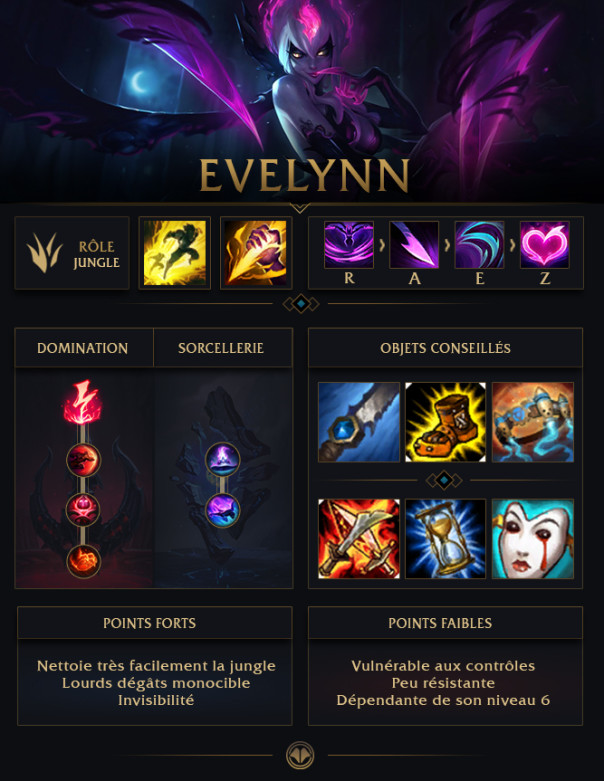 EVELYNN
RÔLE
JUNGLE
R
A
E
Z
DOMINATION
SORCELLERIE
OBJETS CONSEILLÉS
POINTS FORTS
Nettoie très facilement la jungle
Lourds dégâts monocible
Invisibilité
POINTS FAIBLES
Vulnérable aux contrôles
Peu résistante
Dépendante de son niveau 6